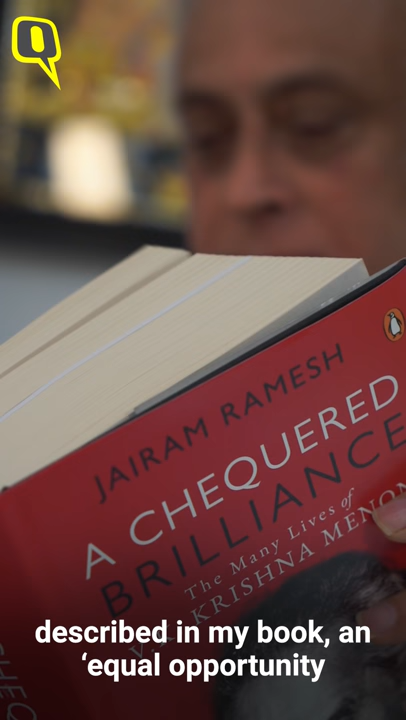 JAIRAM RAMESH
A CHEQUERED
BRILLIANCE
The Many Lives of
V.K. KRISHNA MENON
described in my book, an
‘equal opportunity